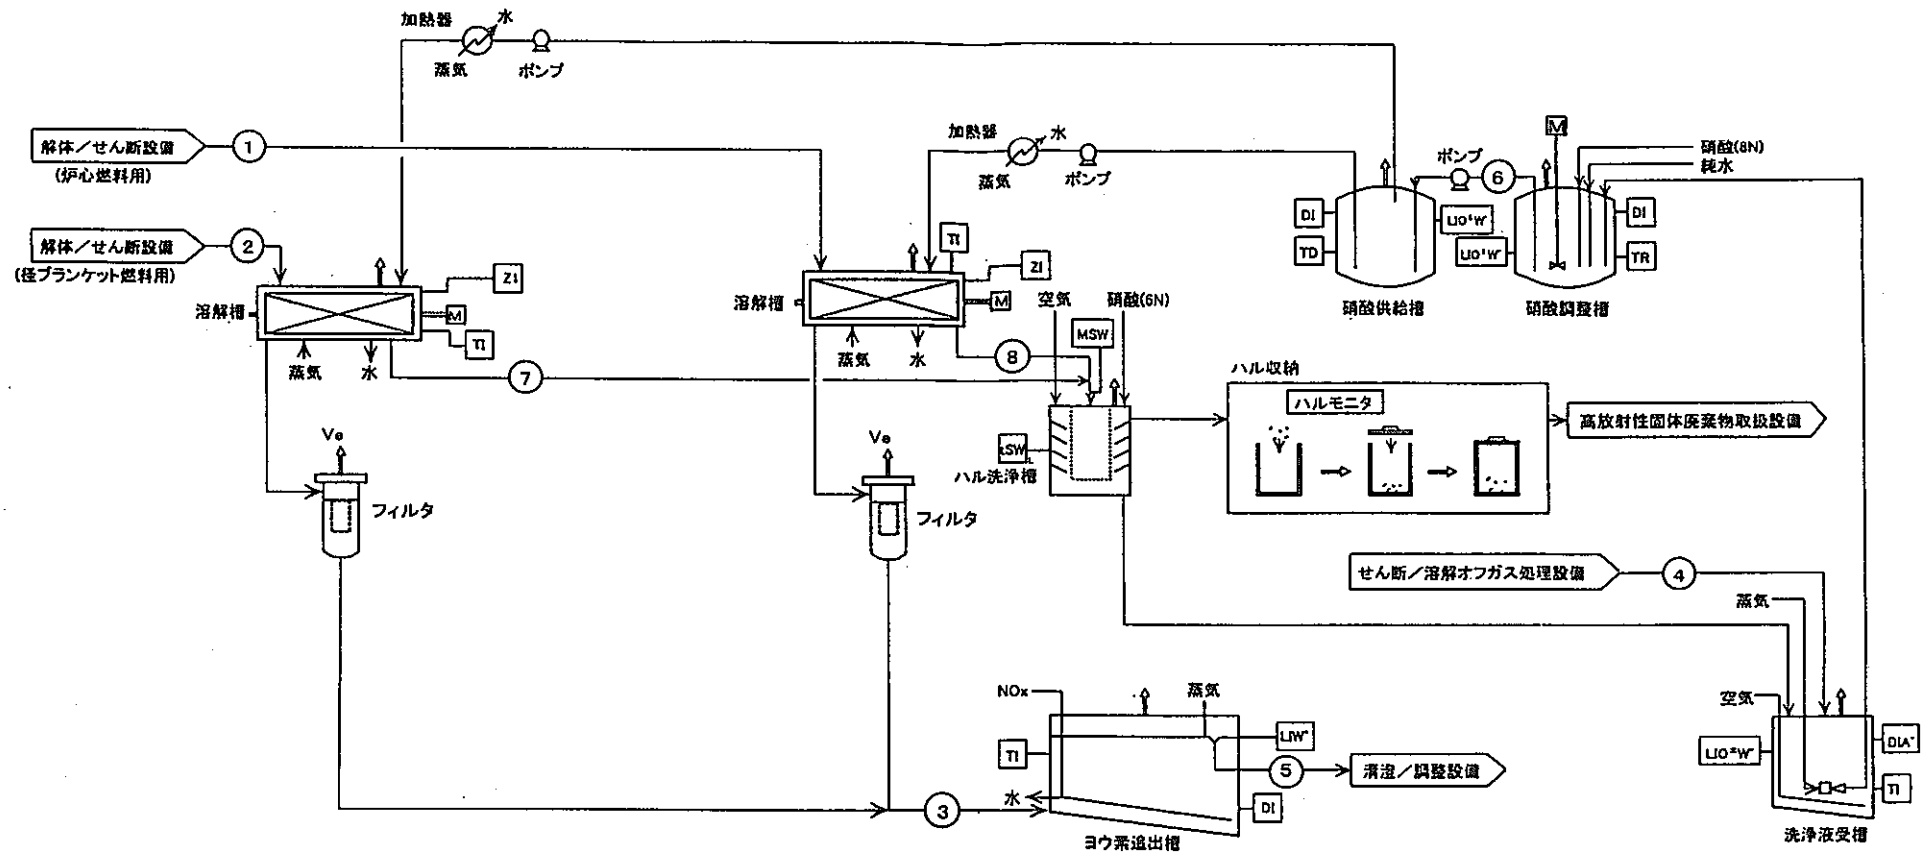 加熱器
水
蒸気
ポンプ
解体/せん断設備
1
(炉心燃料用)
加熱器
水
蒸気
ポンプ
M
硝酸(8N)
純水
ポンプ
6
DI
TD
LIO⁺W⁻
LIO⁺W⁻
DI
TR
硝酸供給槽
硝酸調整槽
解体/せん断設備
2
(径ブランケット燃料用)
溶解槽
ZI
M
TI
蒸気
水
7
溶解槽
TI
ZI
M
蒸気
水
8
空気
硝酸(6N)
MSW
LSW
ハル洗浄槽
ハル収納
ハルモニタ
高放射性固体廃棄物取扱設備
Ve
フィルタ
Ve
フィルタ
せん断/溶解オフガス処理設備
4
蒸気
空気
DIA⁺
TI
洗浄液受槽
NOx
蒸気
TI
LIW⁺
5
清澄/調整設備
水
3
DI
ヨウ素追出槽